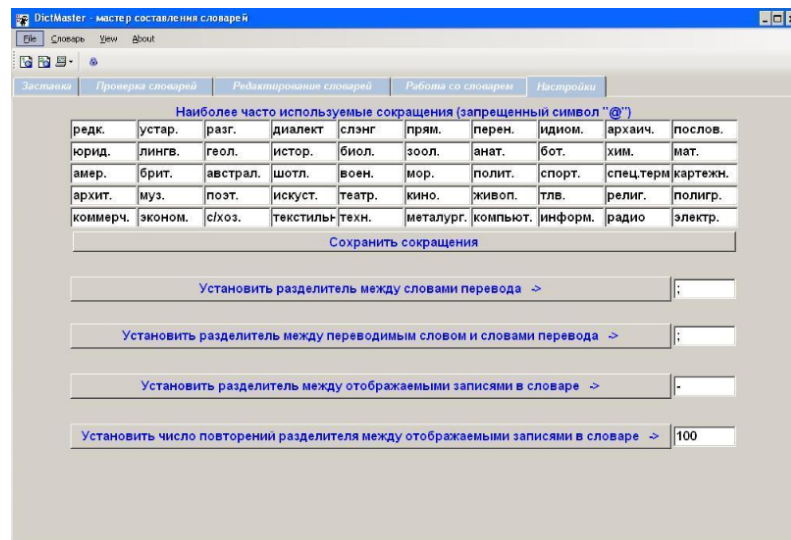 DictMaster - мастер составления словарей
File Словарь View About
Заставка Проверка словарей Редактирование словарей Работа со словарем Настройки
Наиболее часто используемые сокращения (запрещенный символ "@")
редк. устар. разг. диалект слэнг прям. перен. идиом. архаич. послов.
юрид. лингв. геол. истор. биол. зоол. анат. бот. хим. мат.
амер. брит. австрал. шотл. воен. мор. полит. спорт. спец.терм картежн.
архит. муз. поэт. искуст. театр. кино. живоп. тлв. религ. полигр.
коммерч. эконом. с/хоз. текстильн техн. металург. компьют. информ. радио электр.
Сохранить сокращения
Установить разделитель между словами перевода -> ;
Установить разделитель между переводимым словом и словами перевода -> ;
Установить разделитель между отображаемыми записями в словаре -> -
Установить число повторений разделителя между отображаемыми записями в словаре -> 100